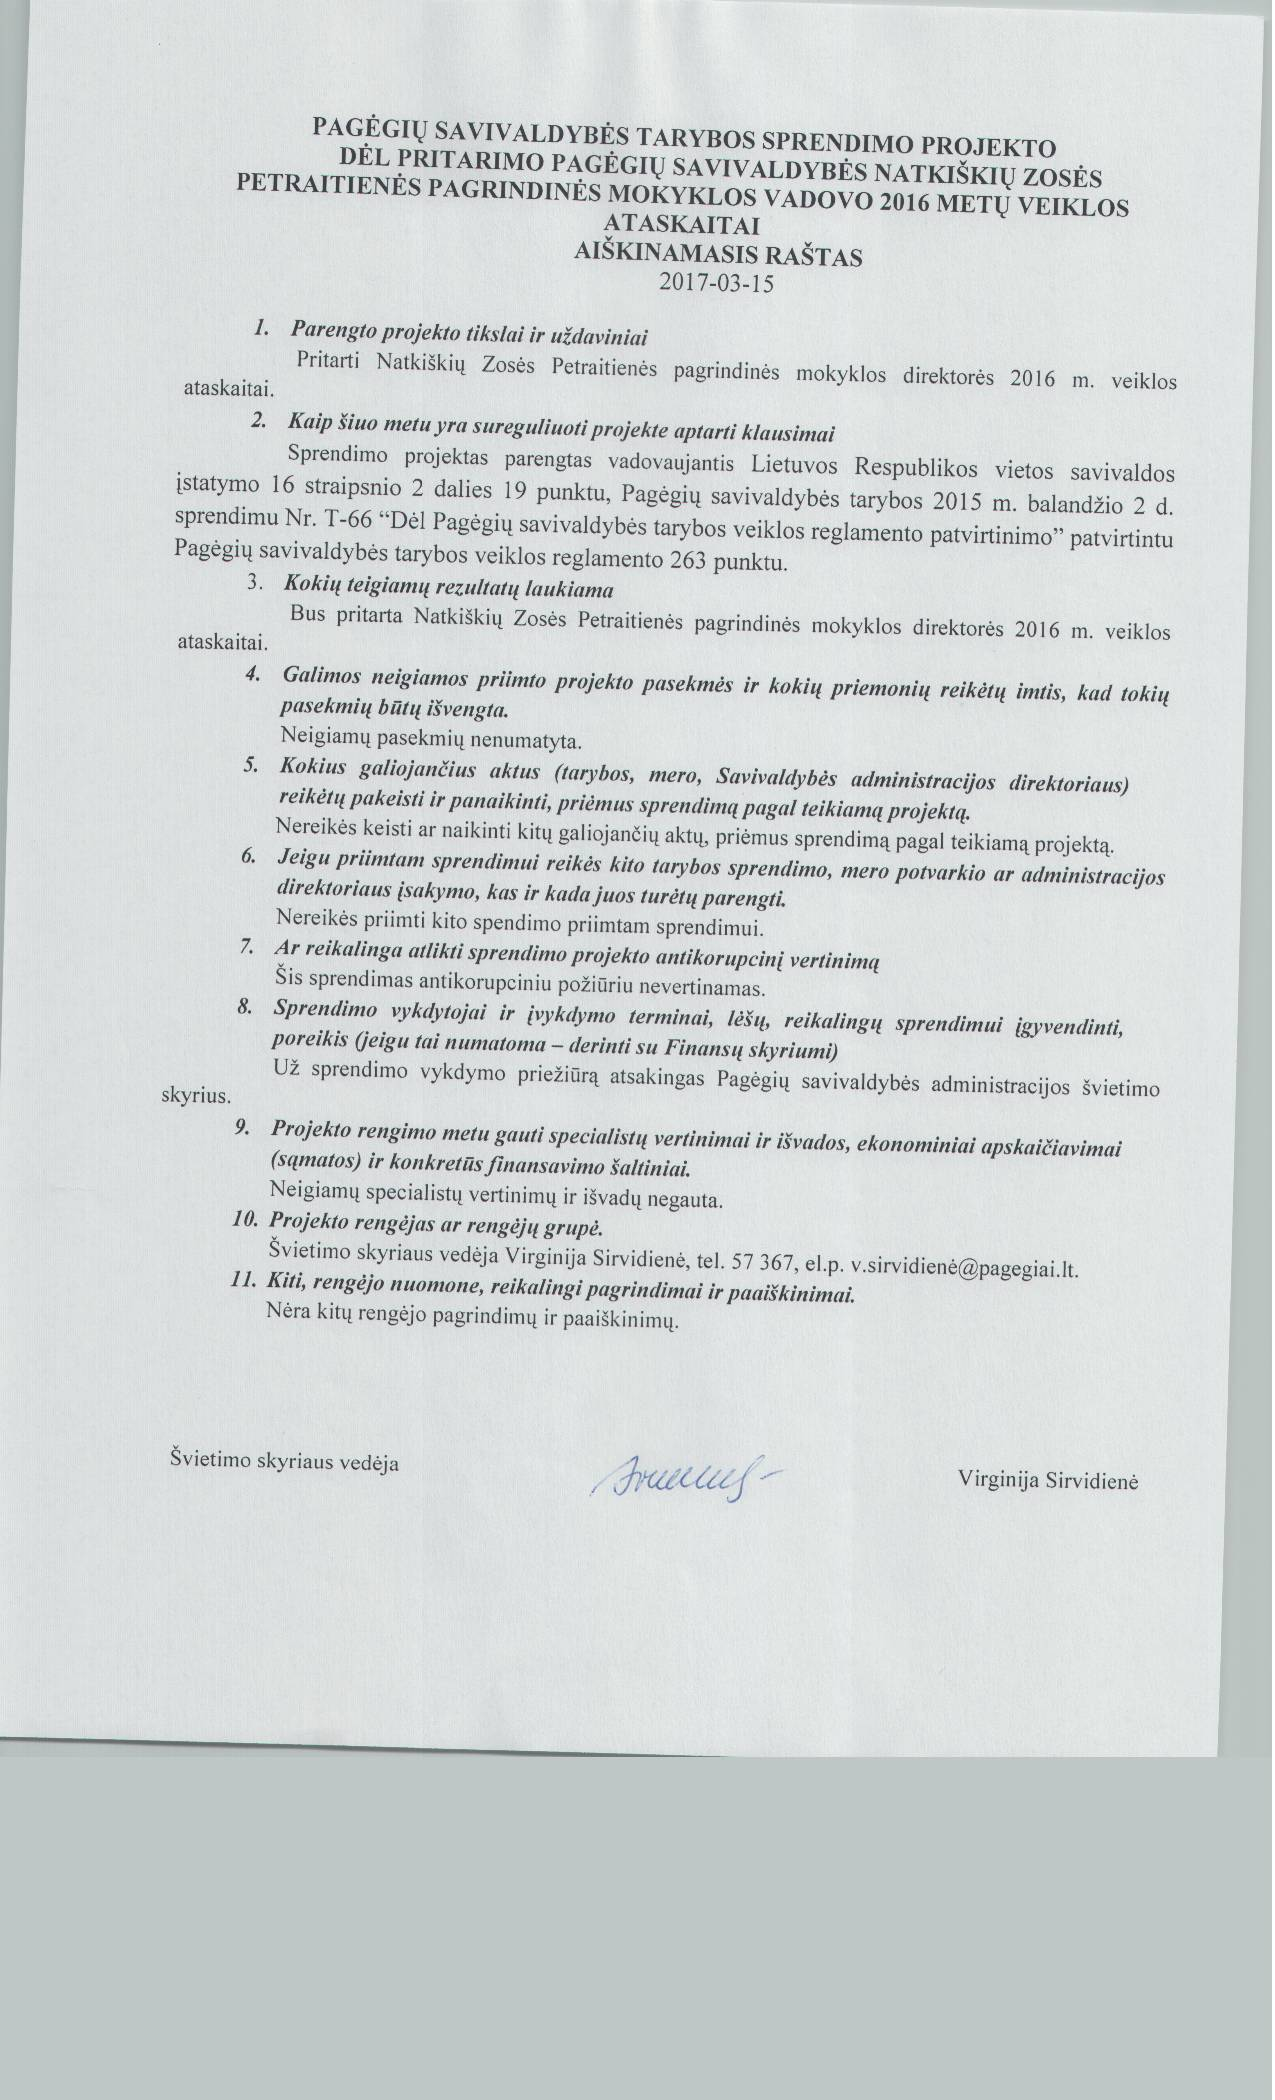 PAGĖGIŲ SAVIVALDYBĖS TARYBOS SPRENDIMO PROJEKTO
DĖL PRITARIMO PAGĖGIŲ SAVIVALDYBĖS NATKIŠKIŲ ZOSĖS
PETRAITIENĖS PAGRINDINĖS MOKYKLOS VADOVO 2016 METŲ VEIKLOS
ATASKAITAI
AIŠKINAMASIS RAŠTAS
2017-03-15
1. Parengto projekto tikslai ir uždaviniai
Pritarti Natkiškių Zosės Petraitienės pagrindinės mokyklos direktorės 2016 m. veiklos
ataskaitai.
2. Kaip šiuo metu yra sureguliuoti projekte aptarti klausimai
Sprendimo projektas parengtas vadovaujantis Lietuvos Respublikos vietos savivaldos
įstatymo 16 straipsnio 2 dalies 19 punktu, Pagėgių savivaldybės tarybos 2015 m. balandžio 2 d.
sprendimu Nr. T-66 “Dėl Pagėgių savivaldybės tarybos veiklos reglamento patvirtinimo” patvirtintu
Pagėgių savivaldybės tarybos veiklos reglamento 263 punktu.
3. Kokių teigiamų rezultatų laukiama
Bus pritarta Natkiškių Zosės Petraitienės pagrindinės mokyklos direktorės 2016 m. veiklos
ataskaitai.
4. Galimos neigiamos priimto projekto pasekmės ir kokių priemonių reikėtų imtis, kad tokių
pasekmių būtų išvengta.
Neigiamų pasekmių nenumatyta.
5. Kokius galiojančius aktus (tarybos, mero, Savivaldybės administracijos direktoriaus)
reikėtų pakeisti ir panaikinti, priėmus sprendimą pagal teikiamą projektą.
Nereikės keisti ar naikinti kitų galiojančių aktų, priėmus sprendimą pagal teikiamą projektą.
6. Jeigu priimtam sprendimui reikės kito tarybos sprendimo, mero potvarkio ar administracijos
direktoriaus įsakymo, kas ir kada juos turėtų parengti.
Nereikės priimti kito spendimo priimtam sprendimui.
7. Ar reikalinga atlikti sprendimo projekto antikorupcinį vertinimą
Šis sprendimas antikorupciniu požiūriu nevertinamas.
8. Sprendimo vykdytojai ir įvykdymo terminai, lėšų, reikalingų sprendimui įgyvendinti,
poreikis (jeigu tai numatoma – derinti su Finansų skyriumi)
Už sprendimo vykdymo priežiūrą atsakingas Pagėgių savivaldybės administracijos švietimo
skyrius.
9. Projekto rengimo metu gauti specialistų vertinimai ir išvados, ekonominiai apskaičiavimai
(sąmatos) ir konkretūs finansavimo šaltiniai.
Neigiamų specialistų vertinimų ir išvadų negauta.
10. Projekto rengėjas ar rengėjų grupė.
Švietimo skyriaus vedėja Virginija Sirvidienė, tel. 57 367, el.p. v.sirvidienė@pagegiai.lt.
11. Kiti, rengėjo nuomone, reikalingi pagrindimai ir paaiškinimai.
Nėra kitų rengėjo pagrindimų ir paaiškinimų.
Švietimo skyriaus vedėja
Virginija Sirvidienė